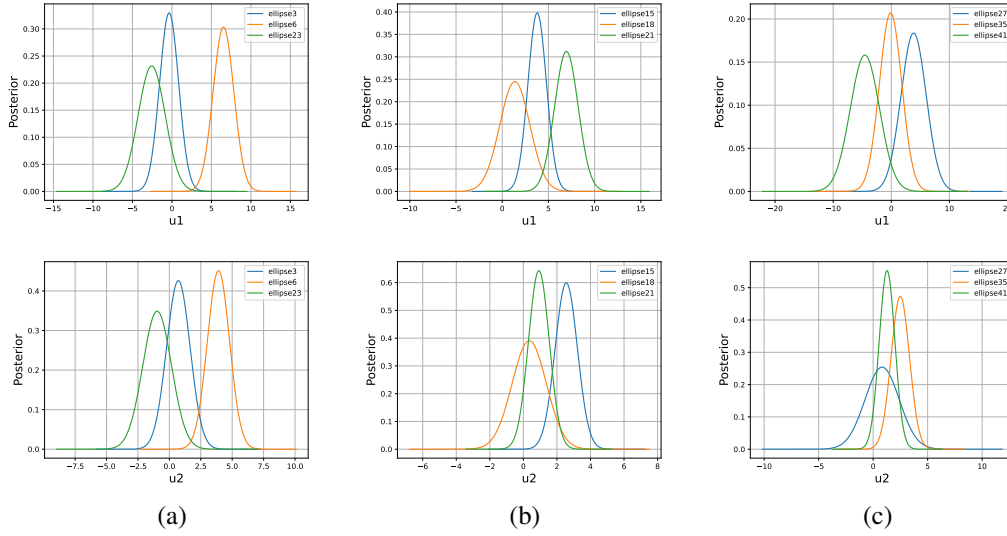 ellipse3
ellipse6
ellipse23
0.30
0.25
0.20
0.15
0.10
0.05
0.00
Posterior
−15 −10 −5 0 5 10 15
u1
ellipse15
ellipse18
ellipse21
0.40
0.35
0.30
0.25
0.20
0.15
0.10
0.05
0.00
Posterior
−10 −5 0 5 10 15
u1
ellipse27
ellipse35
ellipse41
0.20
0.15
0.10
0.05
0.00
Posterior
−20 −10 0 10 20
u1
ellipse3
ellipse6
ellipse23
0.4
0.3
0.2
0.1
0.0
Posterior
−7.5 −5.0 −2.5 0.0 2.5 5.0 7.5 10.0
u2
ellipse15
ellipse18
ellipse21
0.6
0.5
0.4
0.3
0.2
0.1
0.0
Posterior
−6 −4 −2 0 2 4 6 8
u2
ellipse27
ellipse35
ellipse41
0.5
0.4
0.3
0.2
0.1
0.0
Posterior
−10 −5 0 5 10
u2
(a) (b) (c)